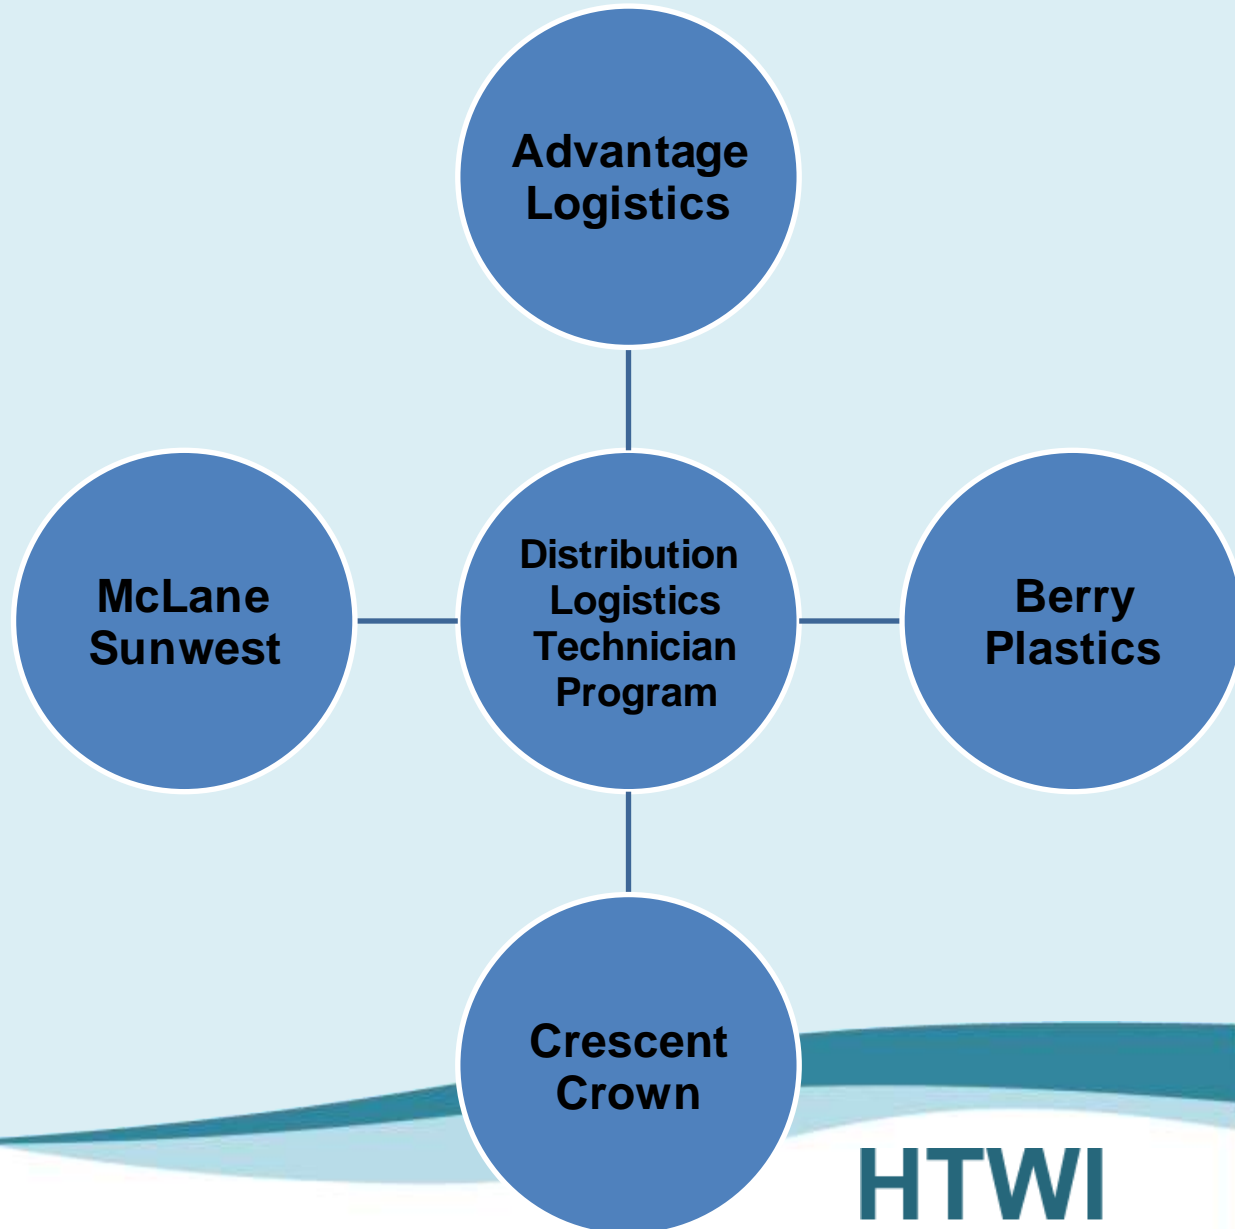 Advantage
Logistics
McLane
Sunwest
Distribution
Logistics
Technician
Program
Berry
Plastics
Crescent
Crown
HTWI